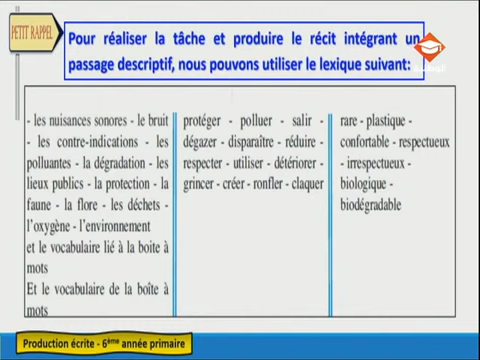 PETIT RAPPEL
Pour réaliser la tâche et produire le récit intégrant un
passage descriptif, nous pouvons utiliser le lexique suivant:
- les nuisances sonores - le bruit
- les contre-indications - les
polluantes - la dégradation - les
lieux publics - la protection - la
faune - la flore - les déchets -
l'oxygène - l'environnement
et le vocabulaire lié à la boite à
mots
Et le vocabulaire de la boîte à
mots
protéger - polluer - salir -
dégazer - disparaître - réduire -
respecter - utiliser - détériorer -
grincer - créer - ronfler - claquer
rare - plastique -
confortable - respectueux
- irrespectueux -
biologique -
biodégradable
Production écrite - 6ème année primaire